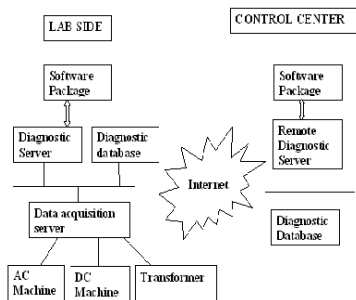 LAB SIDE
CONTROL CENTER
Software
Package
Software
Package
Diagnostic
Server
Diagnostic
database
Remote
Diagnostic
Server
Internet
Data acquisition
server
Diagnostic
Database
AC
Machine
DC
Machine
Transformer